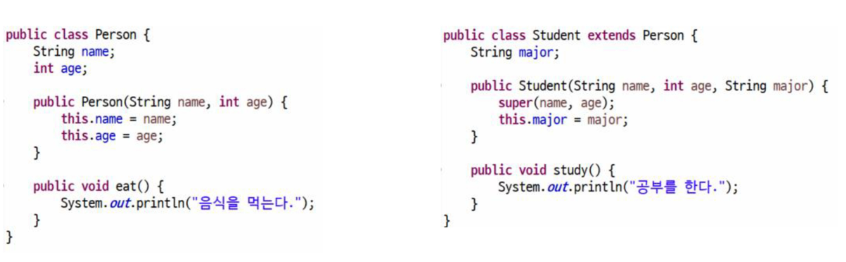 public class Person {
    String name;
    int age;

    public Person(String name, int age) {
        this.name = name;
        this.age = age;
    }

    public void eat() {
        System.out.println("음식을 먹는다.");
    }
}
public class Student extends Person {
    String major;

    public Student(String name, int age, String major) {
        super(name, age);
        this.major = major;
    }

    public void study() {
        System.out.println("공부를 한다.");
    }
}